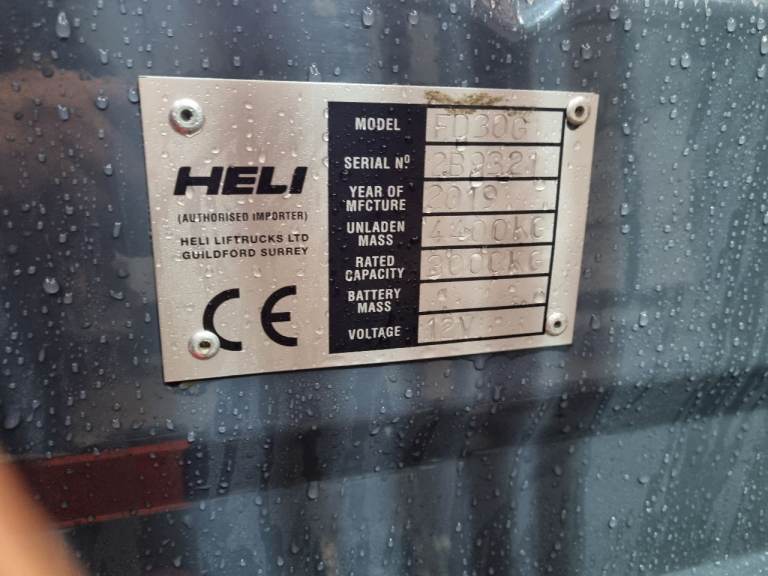 HELI
(AUTHORISED IMPORTER)
HELI LIFTRUCKS LTD
GUILDFORD SURREY
CE
MODEL FD30G
SERIAL Nº 2B9321
YEAR OF
MFCTURE 2019
UNLADEN
MASS 4400KG
RATED
CAPACITY 3000KG
BATTERY
MASS
VOLTAGE 12V